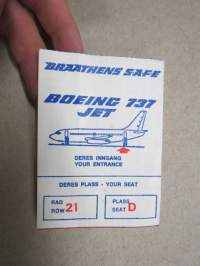 BRAATHENS SAFE
BOEING 737
JET
DERES INNGANG
YOUR ENTRANCE
DERES PLASS - YOUR SEAT
RAD
ROW 21
PLASS
SEAT D